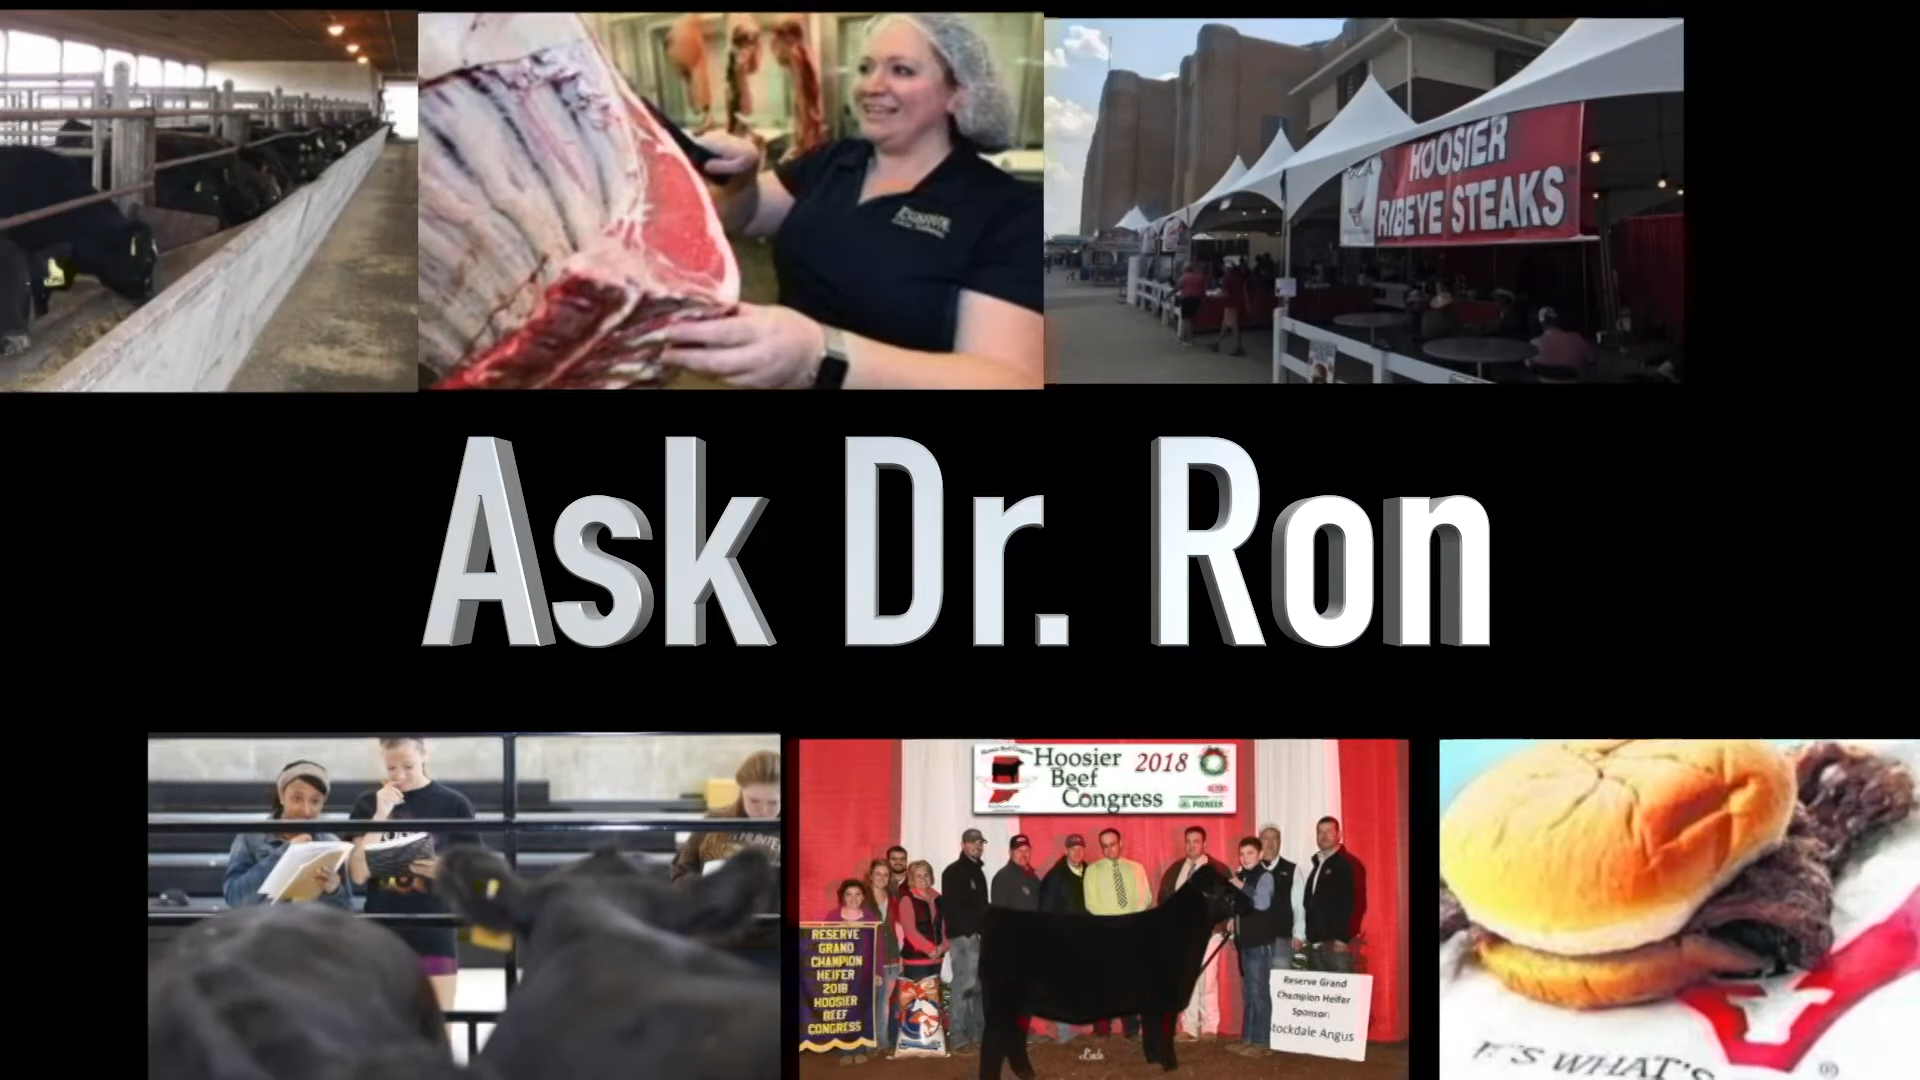 HOOSIER
RIBEYE STEAKS
Ask Dr. Ron
Hoosier
Beef
Congress
2018
PIONEER
RESERVE
GRAND
CHAMPION
HEIFER
2018
HOOSIER
BEEF
CONGRESS
Reserve Grand
Champion Heifer
Sponsor:
Stockdale Angus
IT'S WHAT'S
®